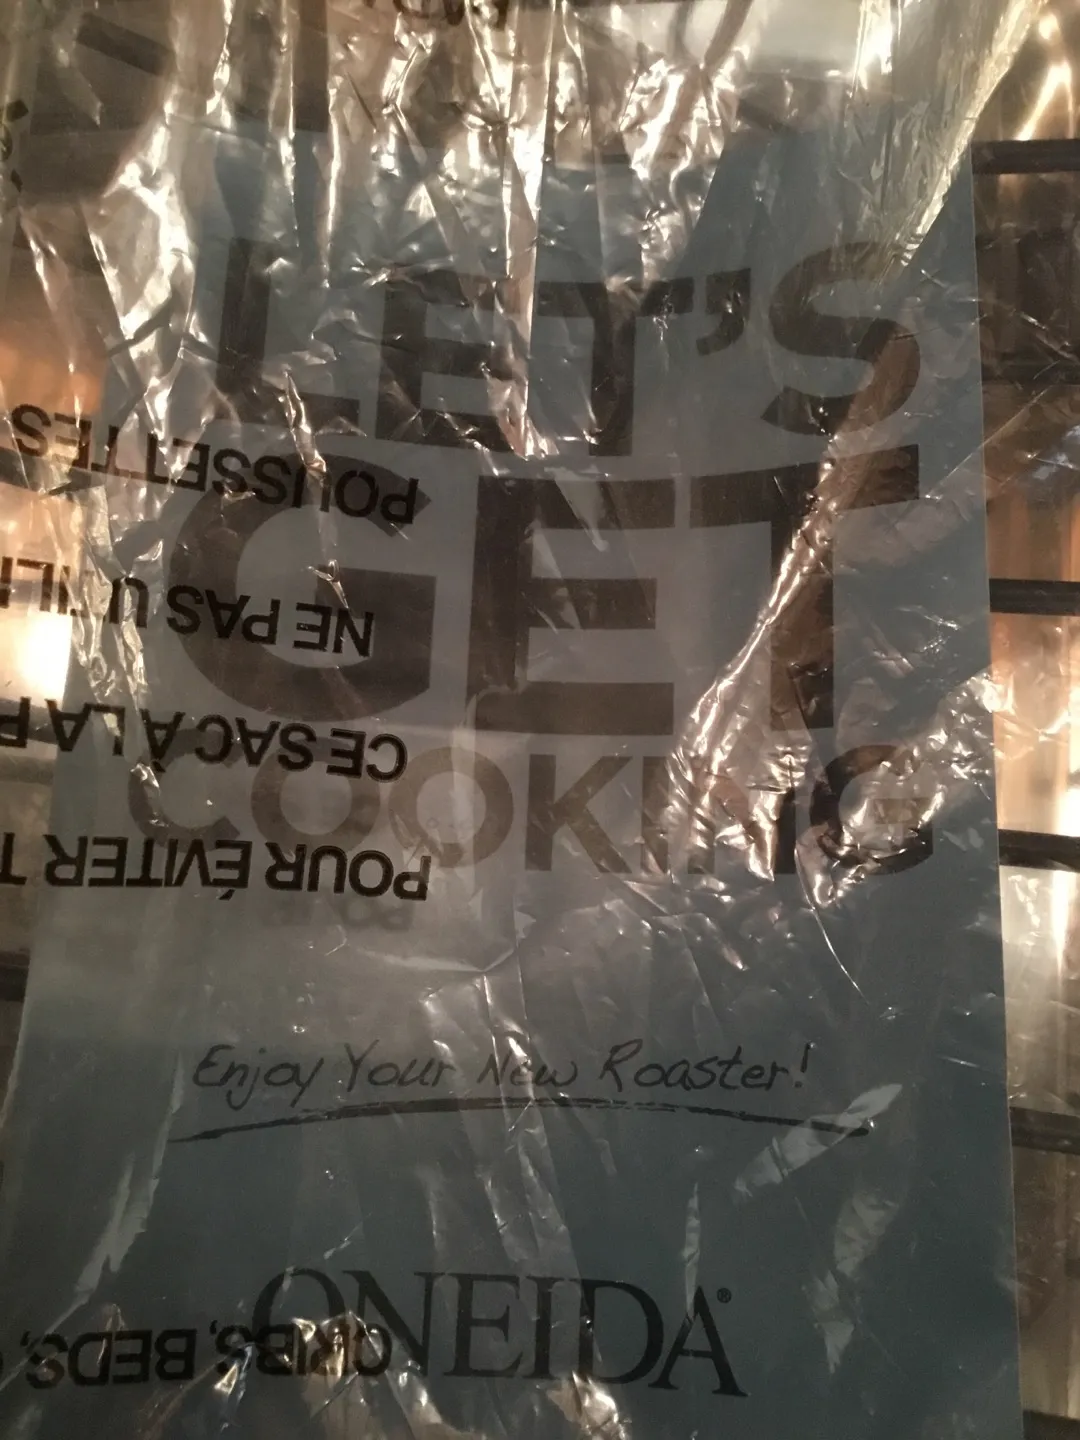 LET'S
GET
COOKING
Enjoy Your New Roaster!
ONEIDA®
CRIBS, BEDS,
POUR ÉVITER
CE SAC À LA
NE PAS
POUSSETTES